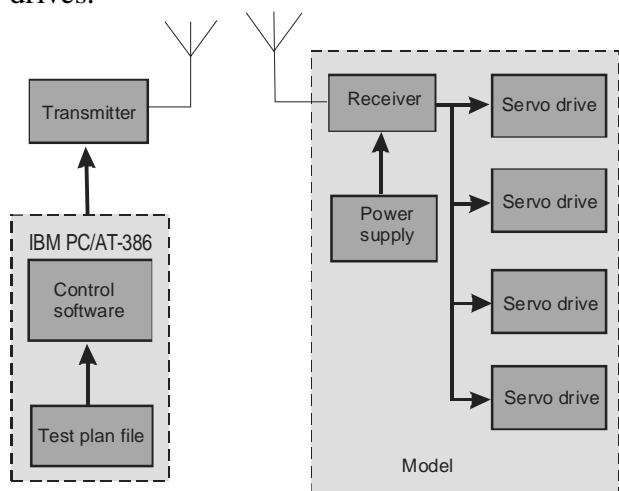 drives.
Transmitter
IBM PC/AT-386
Control
software
Test plan file
Receiver
Power
supply
Servo drive
Servo drive
Servo drive
Servo drive
Model